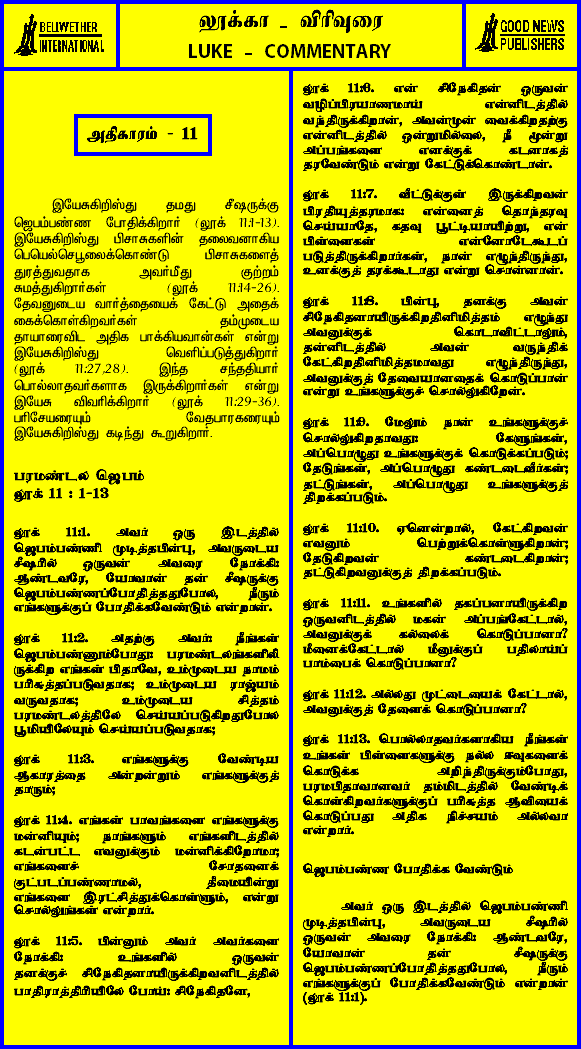 BELLWETHER
INTERNATIONAL
லூக்கா - விரிவுரை
LUKE - COMMENTARY
GOOD NEWS
PUBLISHERS
அதிகாரம் - 11
இயேசுகிறிஸ்து தமது சீஷருக்கு
ஜெபம்பண்ண போதிக்கிறார் (லூக் 11:1-13).
இயேசுகிறிஸ்து பிசாசுகளின் தலைவனாகிய
பெயெல்செபூலைக்கொண்டு பிசாசுகளைத்
துரத்துவதாக அவர்மீது குற்றம்
சுமத்துகிறார்கள் (லூக் 11:14-26).
தேவனுடைய வார்த்தையைக் கேட்டு அதைக்
கைக்கொள்கிறவர்கள் தம்முடைய
தாயாரைவிட அதிக பாக்கியவான்கள் என்று
இயேசுகிறிஸ்து வெளிப்படுத்துகிறார்
(லூக் 11:27,28). இந்த சந்ததியார்
பொல்லாதவர்களாக இருக்கிறார்கள் என்று
இயேசு விவரிக்கிறார் (லூக் 11:29-36).
பரிசேயரையும் வேதபாரகரையும்
இயேசுகிறிஸ்து கடிந்து கூறுகிறார்.
பரமண்டல ஜெபம்
லூக் 11 : 1-13
லூக் 11:1. அவர் ஒரு இடத்தில்
ஜெபம்பண்ணி முடித்தபின்பு, அவருடைய
சீஷரில் ஒருவன் அவரை நோக்கி:
ஆண்டவரே, யோவான் தன் சீஷருக்கு
ஜெபம்பண்ணப்போதித்ததுபோல, நீரும்
எங்களுக்குப் போதிக்கவேண்டும் என்றான்.
லூக் 11:2. அதற்கு அவர்: நீங்கள்
ஜெபம்பண்ணும்போது: பரமண்டலங்களிலி
ருக்கிற எங்கள் பிதாவே, உம்முடைய நாமம்
பரிசுத்தப்படுவதாக; உம்முடைய ராஜ்யம்
வருவதாக; உம்முடைய சித்தம்
பரமண்டலத்திலே செய்யப்படுகிறதுபோல
பூமியிலேயும் செய்யப்படுவதாக;
லூக் 11:3. எங்களுக்கு வேண்டிய
ஆகாரத்தை அன்றன்றும் எங்களுக்குத்
தாரும்;
லூக் 11:4. எங்கள் பாவங்களை எங்களுக்கு
மன்னியும்; நாங்களும் எங்களிடத்தில்
கடன்பட்ட எவனுக்கும் மன்னிக்கிறோமே;
எங்களைச் சோதனைக்
குட்படப்பண்ணாமல், தீமையினின்று
எங்களை இரட்சித்துக்கொள்ளும், என்று
சொல்லுங்கள் என்றார்.
லூக் 11:5. பின்னும் அவர் அவர்களை
நோக்கி: உங்களில் ஒருவன்
தனக்குச் சிநேகிதனாயிருக்கிறவனிடத்தில்
பாதிராத்திரியிலே போய்: சிநேகிதனே,
லூக் 11:6. என் சிநேகிதன் ஒருவன்
வழிப்பிரயாணமாய் என்னிடத்தில்
வந்திருக்கிறான், அவன்முன் வைக்கிறதற்கு
என்னிடத்தில் ஒன்றுமில்லை, நீ மூன்று
அப்பங்களை எனக்குக் கடனாகத்
தரவேண்டும் என்று கேட்டுக்கொண்டான்.
லூக் 11:7. வீட்டுக்குள் இருக்கிறவன்
பிரதியுத்தரமாக: என்னைத் தொந்தரவு
செய்யாதே, கதவு பூட்டியாயிற்று, என்
பிள்ளைகள் என்னோடேகூடப்
படுத்திருக்கிறார்கள், நான் எழுந்திருந்து,
உனக்குத் தரக்கூடாது என்று சொன்னான்.
லூக் 11:8. பின்பு தனக்கு அவன்
சிநேகிதனாயிருக்கிறதினிமித்தம் எழுந்து
அவனுக்குக் கொடாவிட்டாலும்,
தன்னிடத்தில் அவன் வருந்திக்
கேட்கிறதினிமித்தமாவது எழுந்திருந்து,
அவனுக்குத் தேவையானதைக் கொடுப்பான்
என்று உங்களுக்குச் சொல்லுகிறேன்.
லூக் 11:9. மேலும் நான் உங்களுக்குச்
சொல்லுகிறதாவது: கேளுங்கள்,
அப்பொழுது உங்களுக்குக் கொடுக்கப்படும்;
தேடுங்கள், அப்பொழுது கண்டடைவீர்கள்;
தட்டுங்கள், அப்பொழுது உங்களுக்குத்
திறக்கப்படும்.
லூக் 11:10. ஏனென்றால், கேட்கிறவன்
எவனும் பெற்றுக்கொள்ளுகிறான்;
தேடுகிறவன் கண்டடைகிறான்;
தட்டுகிறவனுக்குத் திறக்கப்படும்.
லூக் 11:11. உங்களில் தகப்பனாயிருக்கிற
ஒருவனிடத்தில் மகன் அப்பங்கேட்டால்,
அவனுக்குக் கல்லைக் கொடுப்பானா?
மீனைக்கேட்டால் மீனுக்குப் பதிலாய்ப்
பாம்பைக் கொடுப்பானா?
லூக் 11:12. அல்லது முட்டையைக் கேட்டால்,
அவனுக்குத் தேளைக் கொடுப்பானா?
லூக் 11:13. பொல்லாதவர்களாகிய நீங்கள்
உங்கள் பிள்ளைகளுக்கு நல்ல ஈவுகளைக்
கொடுக்க அறிந்திருக்கும்போது,
பரமபிதாவானவர் தம்மிடத்தில் வேண்டிக்
கொள்கிறவர்களுக்குப் பரிசுத்த ஆவியைக்
கொடுப்பது அதிக நிச்சயம் அல்லவா
என்றார்.
ஜெபம்பண்ண போதிக்க வேண்டும்
அவர் ஒரு இடத்தில் ஜெபம்பண்ணி
முடித்தபின்பு, அவருடைய சீஷரில்
ஒருவன் அவரை நோக்கி: ஆண்டவரே,
யோவான் தன் சீஷருக்கு
ஜெபம்பண்ணப்போதித்ததுபோல, நீரும்
எங்களுக்குப் போதிக்கவேண்டும் என்றான்
(லூக் 11:1).